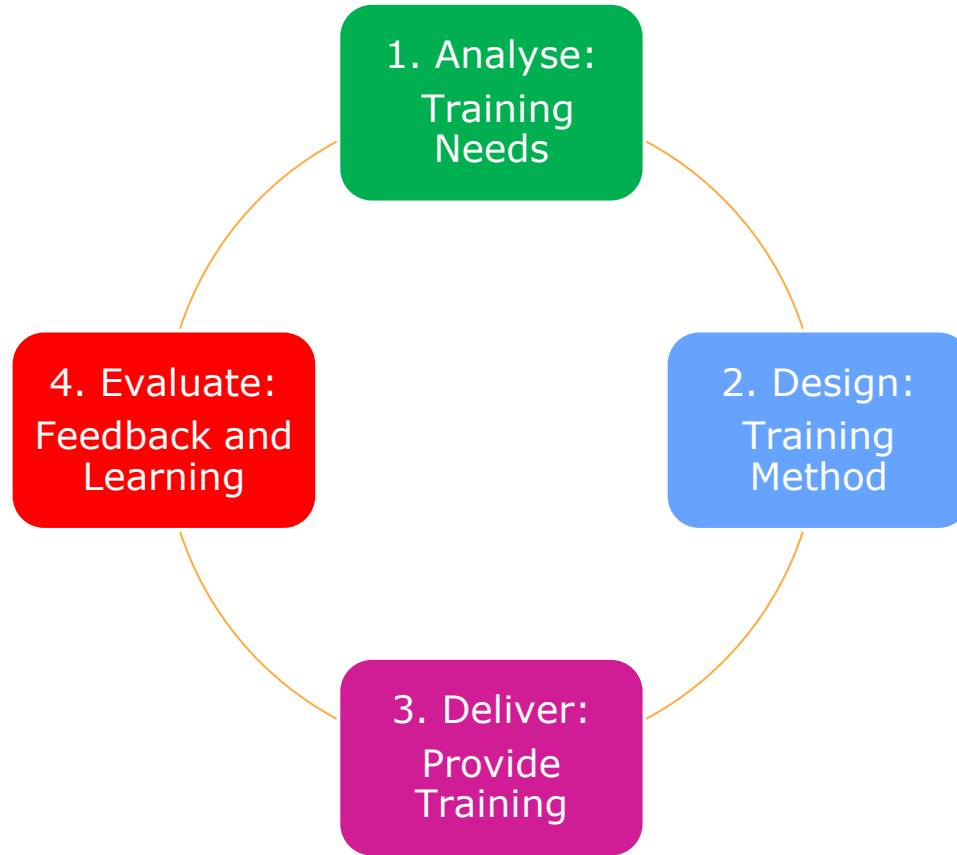 1. Analyse:
Training
Needs
2. Design:
Training
Method
3. Deliver:
Provide
Training
4. Evaluate:
Feedback and
Learning